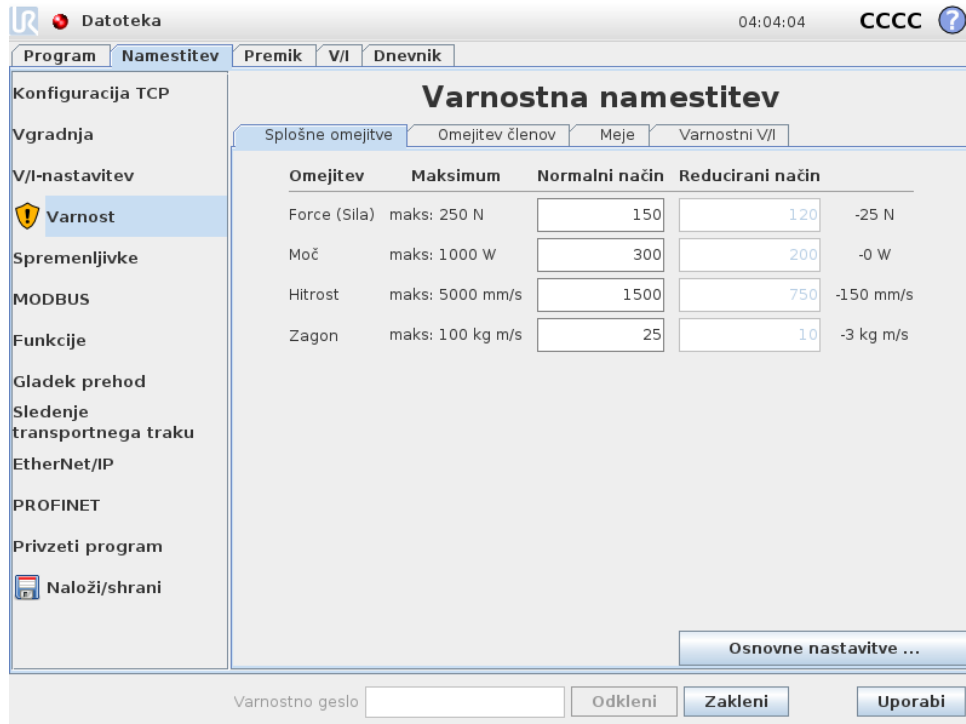 UR Datoteka 04:04:04 CCCC ?
Program Namestitev Premik V/I Dnevnik
Konfiguracija TCP
Vgradnja
V/I-nastavitev
Varnost
Spremenljivke
MODBUS
Funkcije
Gladek prehod
Sledenje
transportnega traku
EtherNet/IP
PROFINET
Privzeti program
Naloži/shrani
Varnostna namestitev
Splošne omejitve Omejitev členov Meje Varnostni V/I
Omejitev Maksimum Normalni način Reducirani način
Force (Sila) maks: 250 N 150 120 -25 N
Moč maks: 1000 W 300 200 -0 W
Hitrost maks: 5000 mm/s 1500 750 -150 mm/s
Zagon maks: 100 kg m/s 25 10 -3 kg m/s
Osnovne nastavitve ...
Varnostno geslo Odkleni Zakleni Uporabi